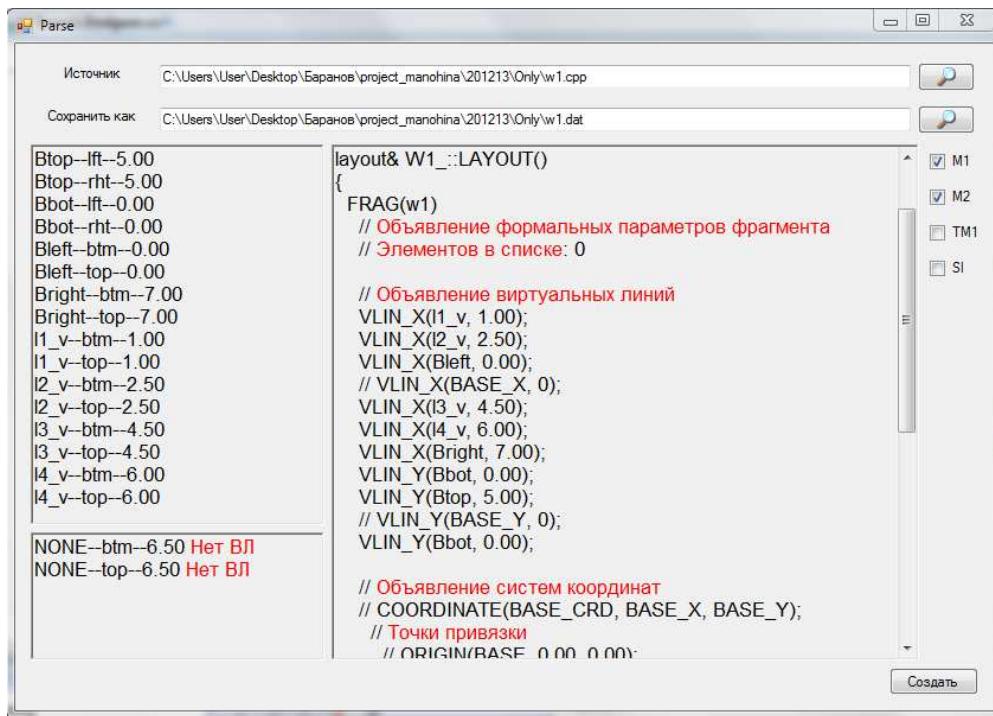 Parse
Источник C:\Users\User\Desktop\Баранов\project_manohina\201213\Only\w1.cpp
Сохранить как C:\Users\User\Desktop\Баранов\project_manohina\201213\Only\w1.dat
Btop--lft--5.00
Btop--rht--5.00
Bbot--lft--0.00
Bbot--rht--0.00
Bleft--btm--0.00
Bleft--top--0.00
Bright--btm--7.00
Bright--top--7.00
l1_v--btm--1.00
l1_v--top--1.00
l2_v--btm--2.50
l2_v--top--2.50
l3_v--btm--4.50
l3_v--top--4.50
l4_v--btm--6.00
l4_v--top--6.00
NONE--btm--6.50 Нет ВЛ
NONE--top--6.50 Нет ВЛ
layout& W1_::LAYOUT()
{
FRAG(w1)
// Объявление формальных параметров фрагмента
// Элементов в списке: 0
// Объявление виртуальных линий
VLIN_X(l1_v, 1.00);
VLIN_X(l2_v, 2.50);
VLIN_X(Bleft, 0.00);
// VLIN_X(BASE_X, 0);
VLIN_X(l3_v, 4.50);
VLIN_X(l4_v, 6.00);
VLIN_X(Bright, 7.00);
VLIN_Y(Bbot, 0.00);
VLIN_Y(Btop, 5.00);
// VLIN_Y(BASE_Y, 0);
VLIN_Y(Bbot, 0.00);
// Объявление систем координат
// COORDINATE(BASE_CRD, BASE_X, BASE_Y);
// Точки привязки
// ORIGIN(BASE, 0.00, 0.00);
M1
M2
TM1
SI
Создать